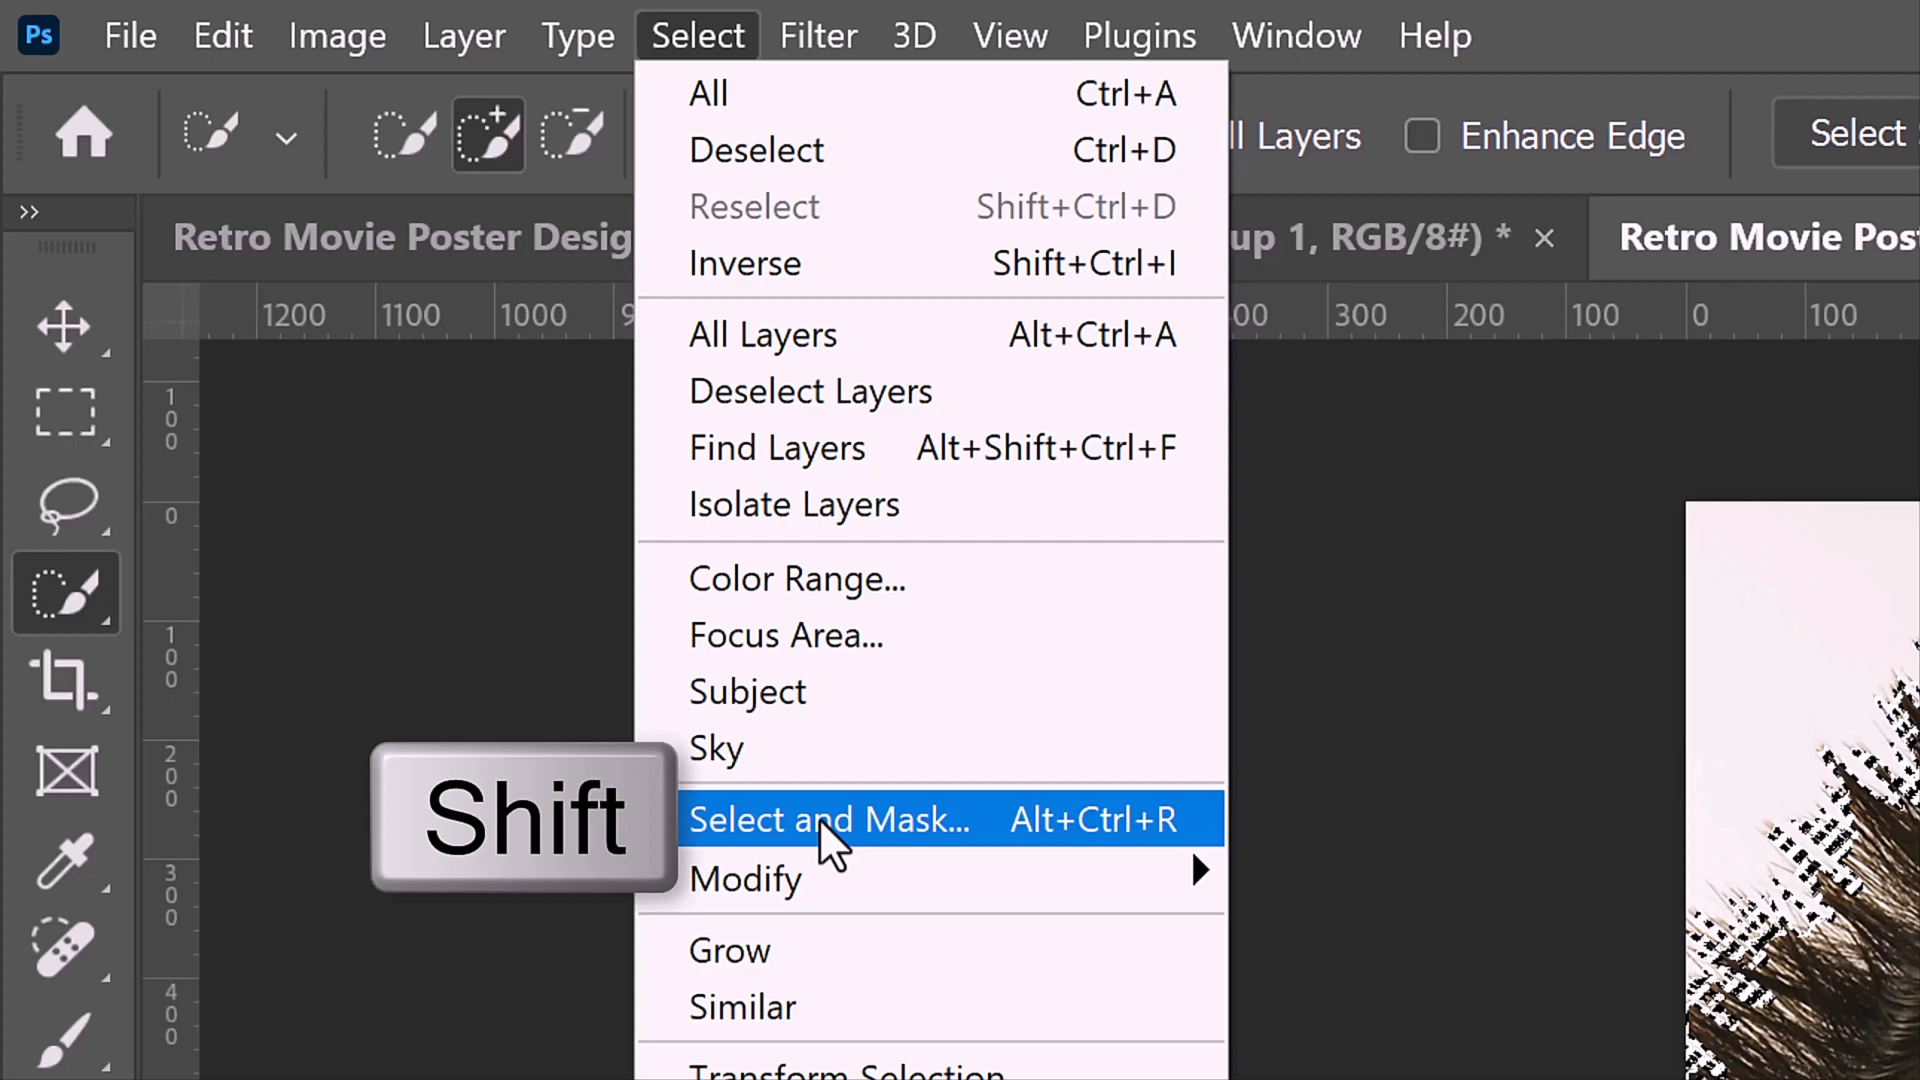 Ps File Edit Image Layer Type Select Filter 3D View Plugins Window Help
All Ctrl+A
ll Layers Enhance Edge Select
Deselect Ctrl+D
Reselect Shift+Ctrl+D
Retro Movie Poster Desig up 1, RGB/8#) * × Retro Movie Pos
Inverse Shift+Ctrl+I
1200 1100 1000 9 00 300 200 100 0 100
All Layers Alt+Ctrl+A
Deselect Layers
100
Find Layers Alt+Shift+Ctrl+F
Isolate Layers
0
Color Range...
Focus Area...
100
Subject
Sky
200
Shift
Select and Mask... Alt+Ctrl+R
Modify
300
Grow
Similar
400
Transform Selection